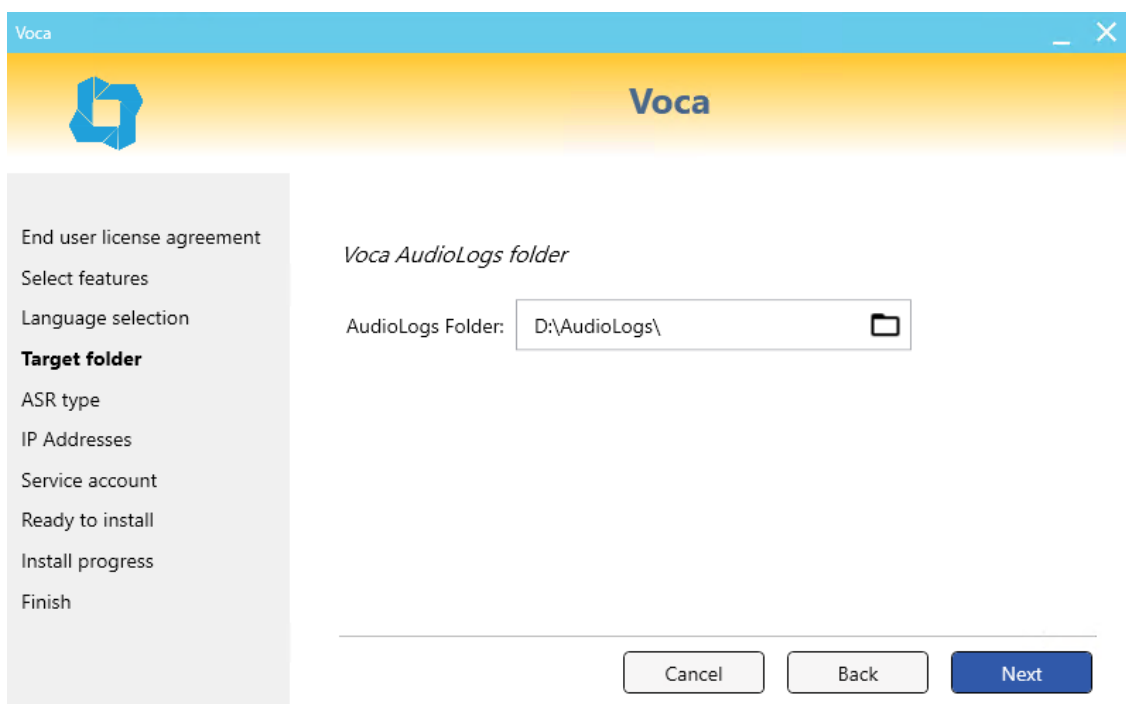 Voca
Voca
End user license agreement
Select features
Language selection
Target folder
ASR type
IP Addresses
Service account
Ready to install
Install progress
Finish
Voca AudioLogs folder
AudioLogs Folder: D:\AudioLogs\
Cancel Back Next